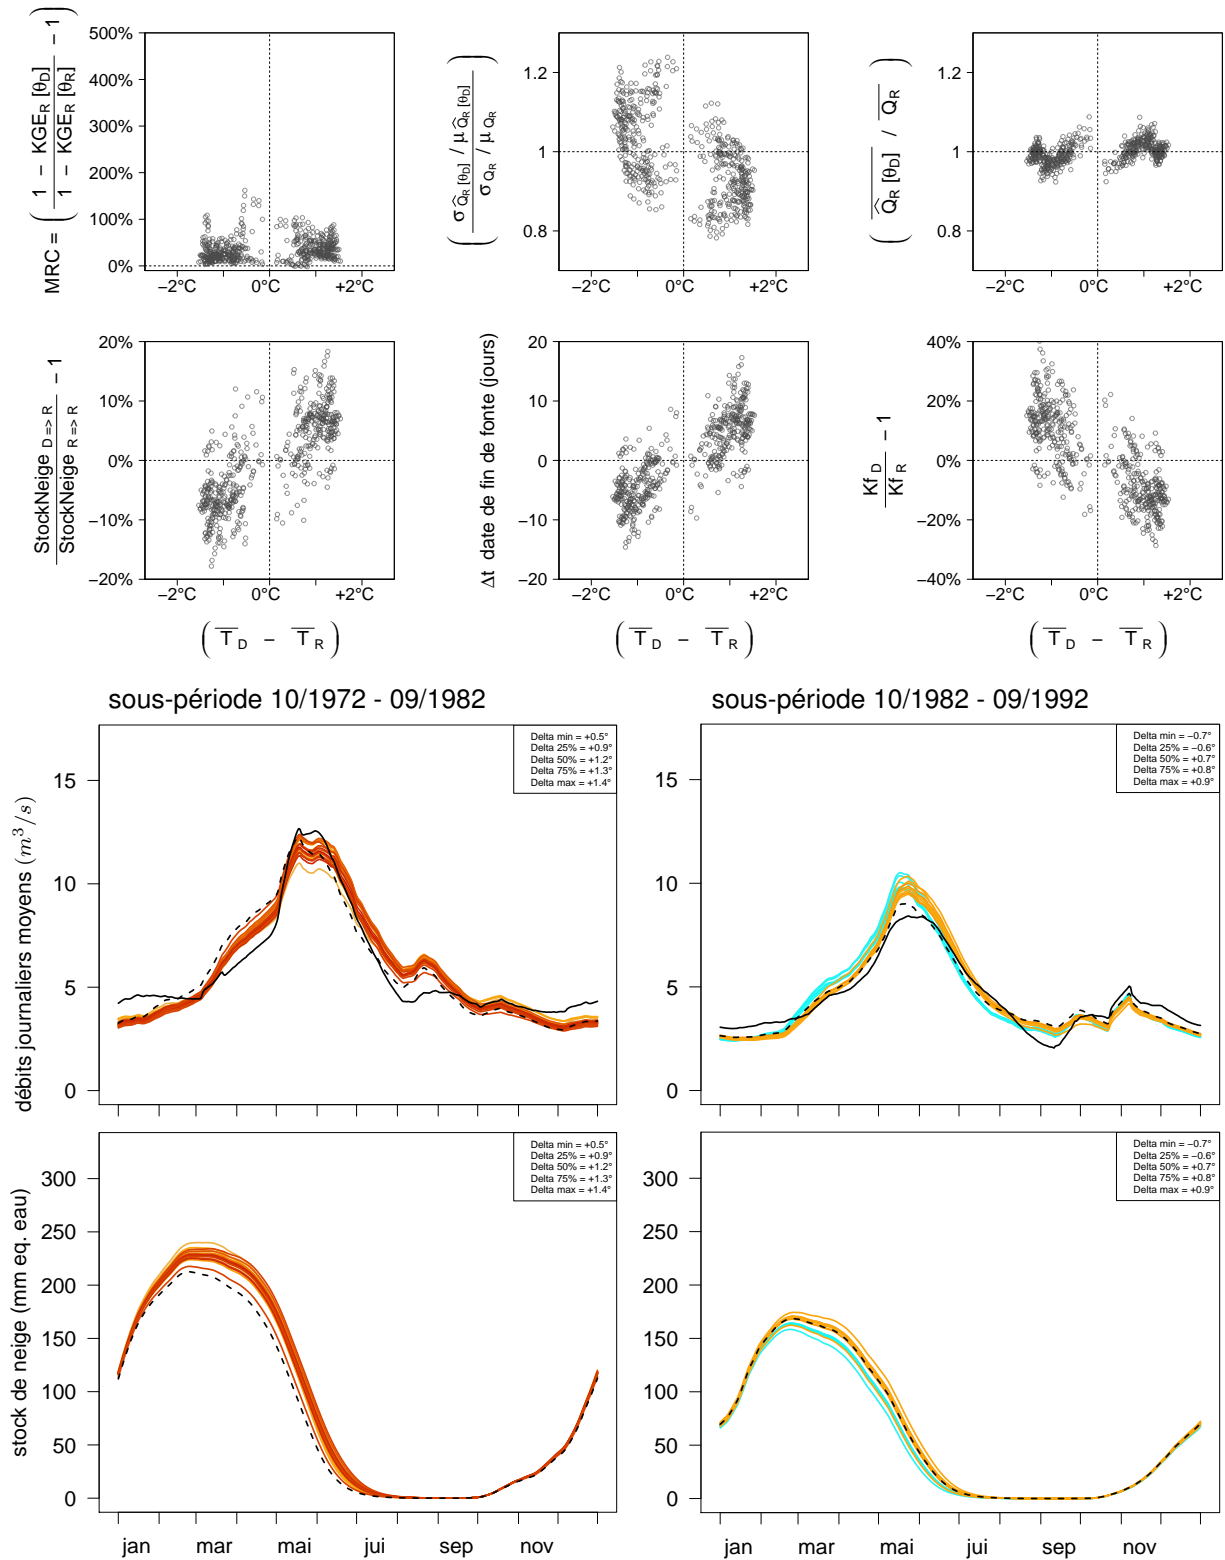 MRC = ( 1 − KGE R [θD] / 1 − KGE R [θR] − 1 )
500%
400%
300%
200%
100%
0%
−2°C 0°C +2°C
( σ Q̂R [θD] / μ Q̂R [θD] / σ QR / μ QR )
1.2
1
0.8
−2°C 0°C +2°C
( Q̂R [θD] / QR )
1.2
1
0.8
−2°C 0°C +2°C
StockNeige D => R / StockNeige R => R − 1
20%
10%
0%
−10%
−20%
−2°C 0°C +2°C
( T D − T R )
Δt date de fin de fonte (jours)
20
10
0
−10
−20
−2°C 0°C +2°C
( T D − T R )
Kf D / Kf R − 1
40%
20%
0%
−20%
−40%
−2°C 0°C +2°C
( T D − T R )
sous-période 10/1972 - 09/1982
débits journaliers moyens (m³/s)
15
10
5
0
Delta min = +0.5°
Delta 25% = +0.9°
Delta 50% = +1.2°
Delta 75% = +1.3°
Delta max = +1.4°
sous-période 10/1982 - 09/1992
15
10
5
0
Delta min = −0.7°
Delta 25% = −0.6°
Delta 50% = +0.7°
Delta 75% = +0.8°
Delta max = +0.9°
stock de neige (mm eq. eau)
300
250
200
150
100
50
0
Delta min = +0.5°
Delta 25% = +0.9°
Delta 50% = +1.2°
Delta 75% = +1.3°
Delta max = +1.4°
jan mar mai jui sep nov
300
250
200
150
100
50
0
Delta min = −0.7°
Delta 25% = −0.6°
Delta 50% = +0.7°
Delta 75% = +0.8°
Delta max = +0.9°
jan mar mai jui sep nov